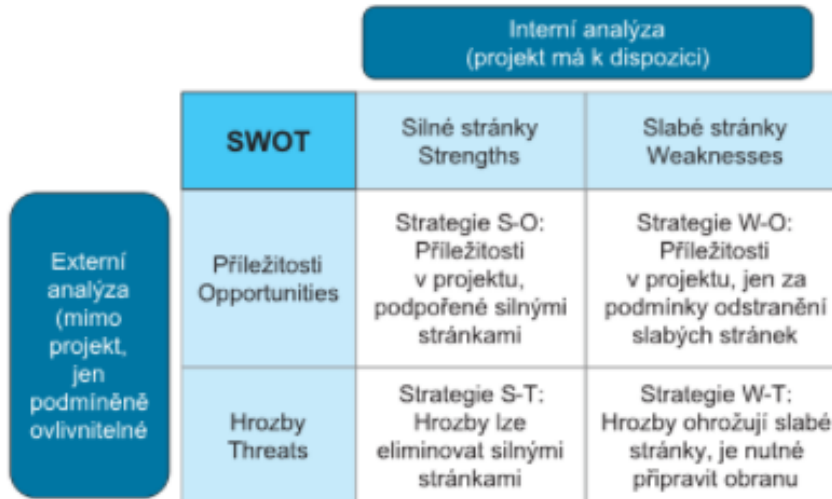 Interní analýza
(projekt má k dispozici)
SWOT
Silné stránky
Strengths
Slabé stránky
Weaknesses
Externí
analýza
(mimo
projekt,
jen
podmíněně
ovlivnitelné
Příležitosti
Opportunities
Strategie S-O:
Příležitosti
v projektu,
podpořené silnými
stránkami
Strategie W-O:
Příležitosti
v projektu, jen za
podmínky odstranění
slabých stránek
Hrozby
Threats
Strategie S-T:
Hrozby lze
eliminovat silnými
stránkami
Strategie W-T:
Hrozby ohrožují slabé
stránky, je nutné
připravit obranu